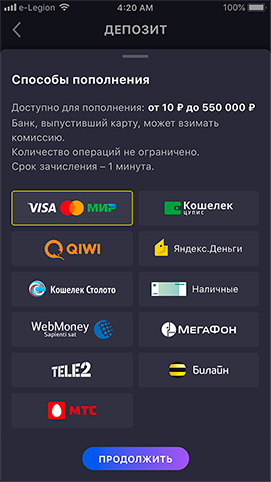 e-Legion 4:20 AM 100%
ДЕПОЗИТ
Способы пополнения
Доступно для пополнения: от 10 ₽ до 550 000 ₽
Банк, выпустивший карту, может взимать
комиссию.
Количество операций не ограничено.
Срок зачисления – 1 минута.
VISA МИР
Кошелек
ЦУПИС
QIWI
Яндекс.Деньги
Кошелек Столото
Наличные
WebMoney
Sapienti sat
МЕГАФОН
TELE2
Билайн
МТС
ПРОДОЛЖИТЬ